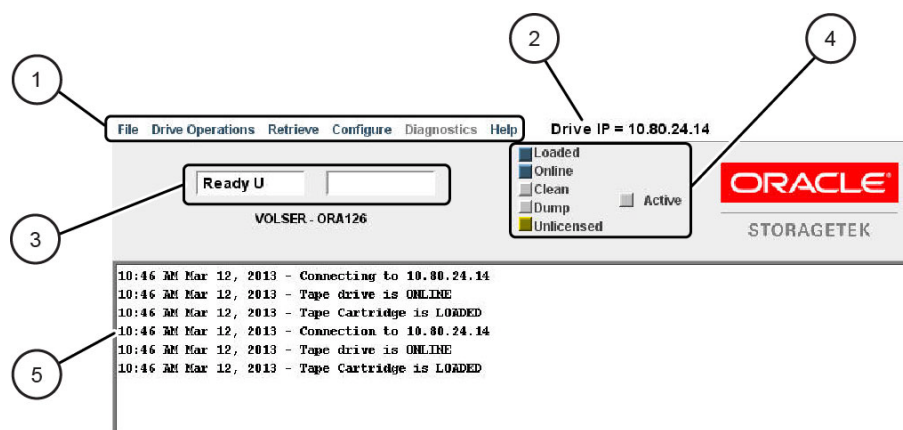 2
4
1
File Drive Operations Retrieve Configure Diagnostics Help Drive IP = 10.80.24.14
Loaded
Online
Ready U
Clean
Active
ORACLE®
Dump
VOLSER - ORA126
Unlicensed
STORAGETEK
3
10:46 AM Mar 12, 2013 - Connecting to 10.80.24.14
10:46 AM Mar 12, 2013 - Tape drive is ONLINE
10:46 AM Mar 12, 2013 - Tape Cartridge is LOADED
10:46 AM Mar 12, 2013 - Connection to 10.80.24.14
10:46 AM Mar 12, 2013 - Tape drive is ONLINE
10:46 AM Mar 12, 2013 - Tape Cartridge is LOADED
5